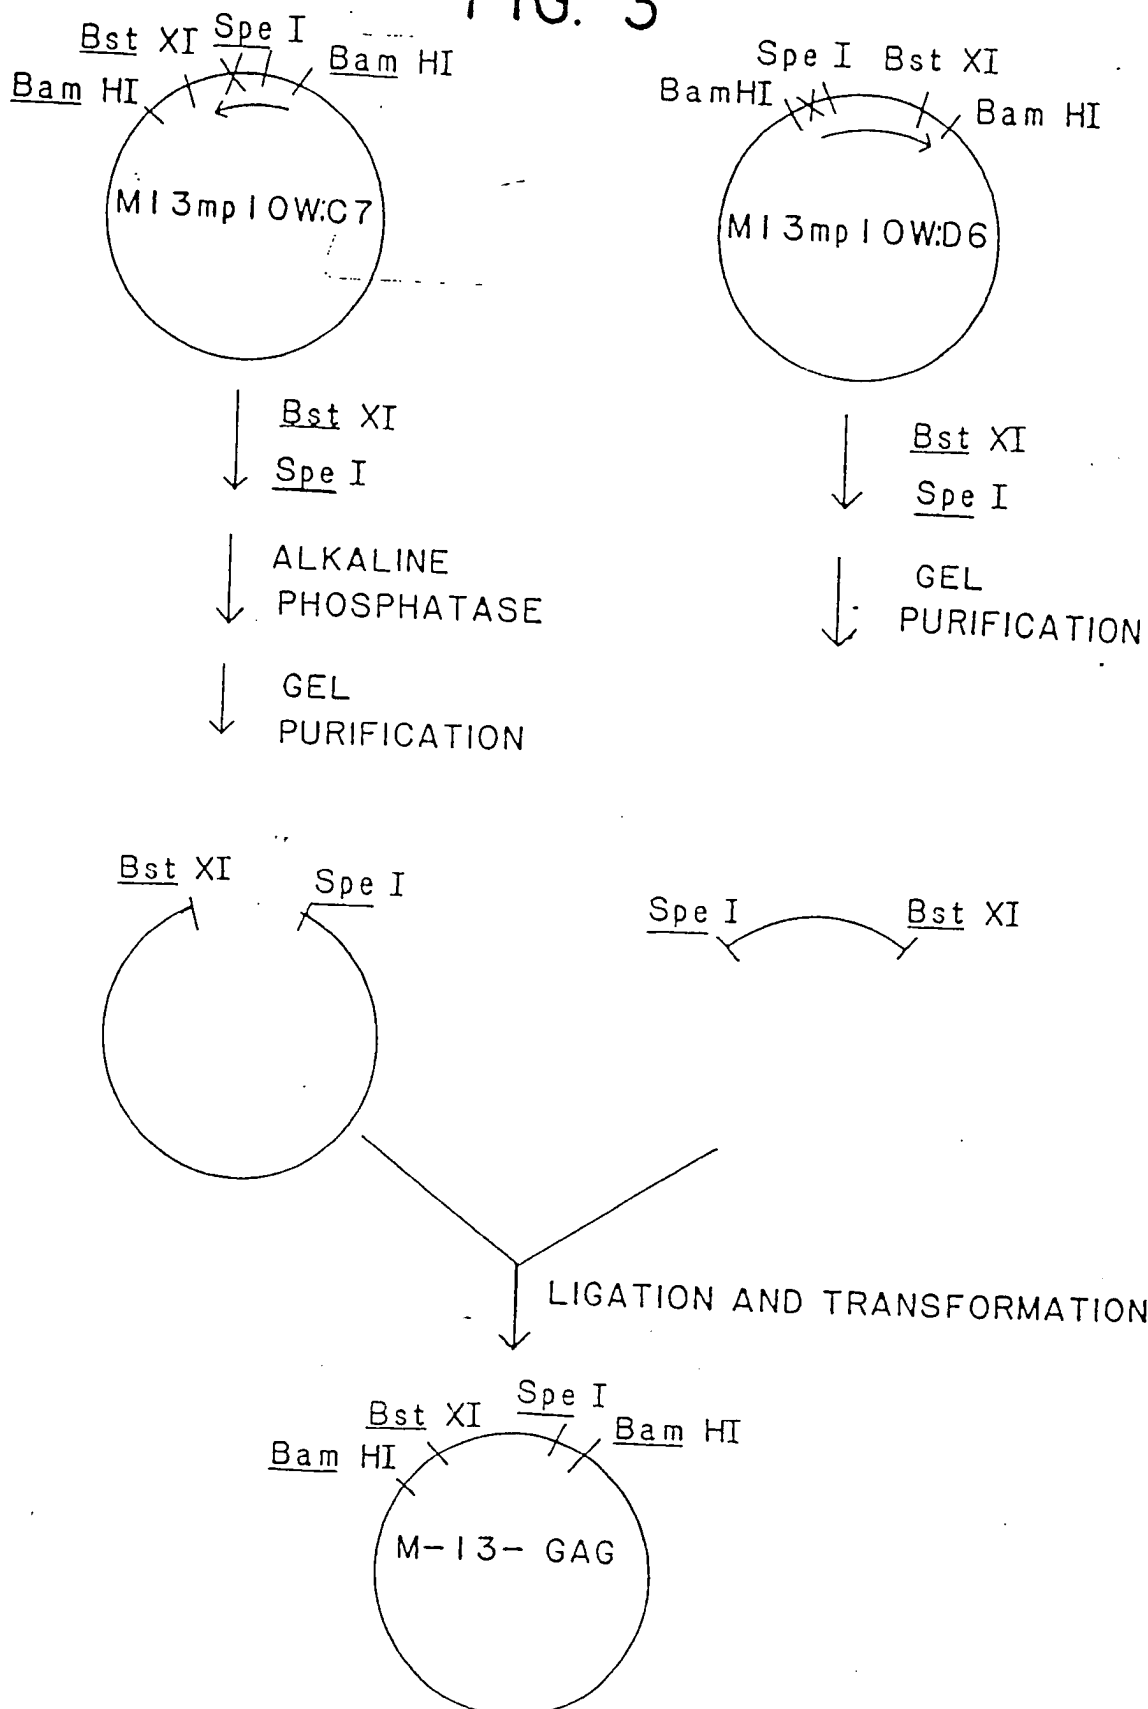 FIG. 3
Bst XI Spe I
Bam HI
Bam HI
M13mp10W:C7
Spe I Bst XI
BamHI
Bam HI
M13mp10W:D6
Bst XI
Spe I
ALKALINE
PHOSPHATASE
GEL
PURIFICATION
Bst XI
Spe I
GEL
PURIFICATION
Bst XI
Spe I
Spe I
Bst XI
LIGATION AND TRANSFORMATION
Bst XI
Spe I
Bam HI
Bam HI
M-13- GAG